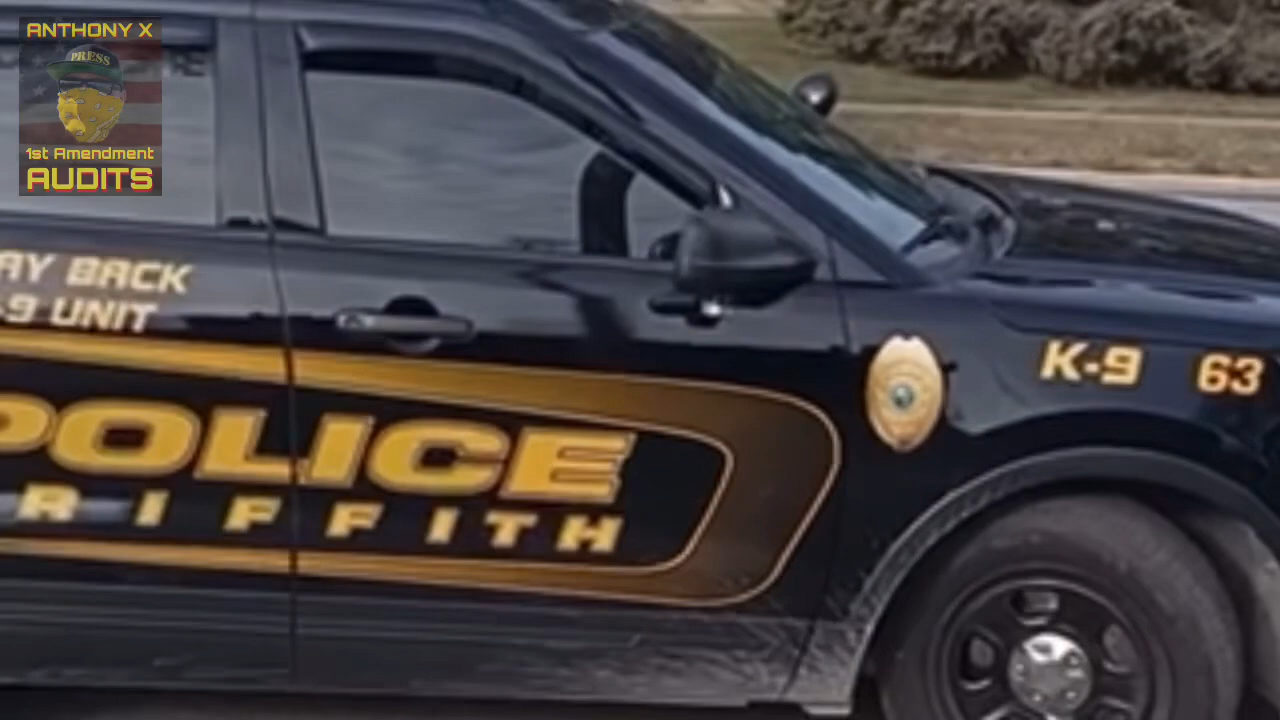 ANTHONY X
PRESS
1st Amendment
AUDITS
AY BACK
-9 UNIT
POLICE
RIFFITH
K-9 63